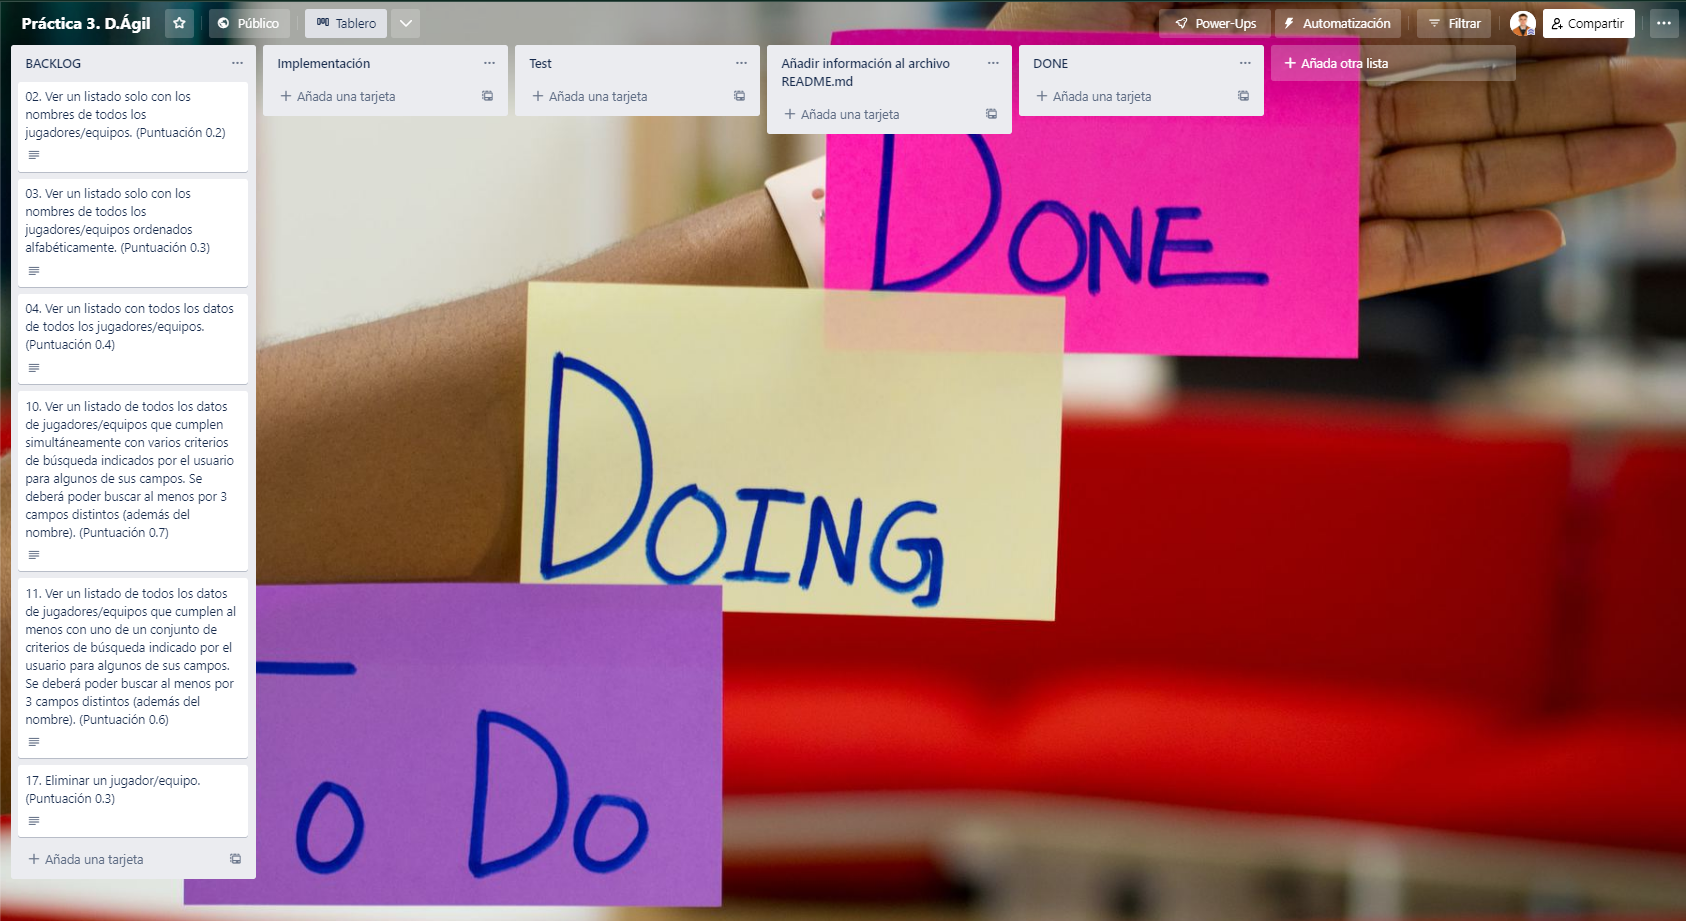 Práctica 3. D.Ágil
Público
Tablero
Power-Ups
Automatización
Filtrar
Compartir
BACKLOG
02. Ver un listado solo con los
nombres de todos los
jugadores/equipos. (Puntuación 0.2)
03. Ver un listado solo con los
nombres de todos los
jugadores/equipos ordenados
alfabéticamente. (Puntuación 0.3)
04. Ver un listado con todos los datos
de todos los jugadores/equipos.
(Puntuación 0.4)
10. Ver un listado de todos los datos
de jugadores/equipos que cumplen
simultáneamente con varios criterios
de búsqueda indicados por el usuario
para algunos de sus campos. Se
deberá poder buscar al menos por 3
campos distintos (además del
nombre). (Puntuación 0.7)
11. Ver un listado de todos los datos
de jugadores/equipos que cumplen al
menos con uno de un conjunto de
criterios de búsqueda indicado por el
usuario para algunos de sus campos.
Se deberá poder buscar al menos por
3 campos distintos (además del
nombre). (Puntuación 0.6)
17. Eliminar un jugador/equipo.
(Puntuación 0.3)
+ Añada una tarjeta
Implementación
+ Añada una tarjeta
Test
+ Añada una tarjeta
Añadir información al archivo
README.md
+ Añada una tarjeta
DONE
+ Añada una tarjeta
+ Añada otra lista
DONE
DOING
To Do